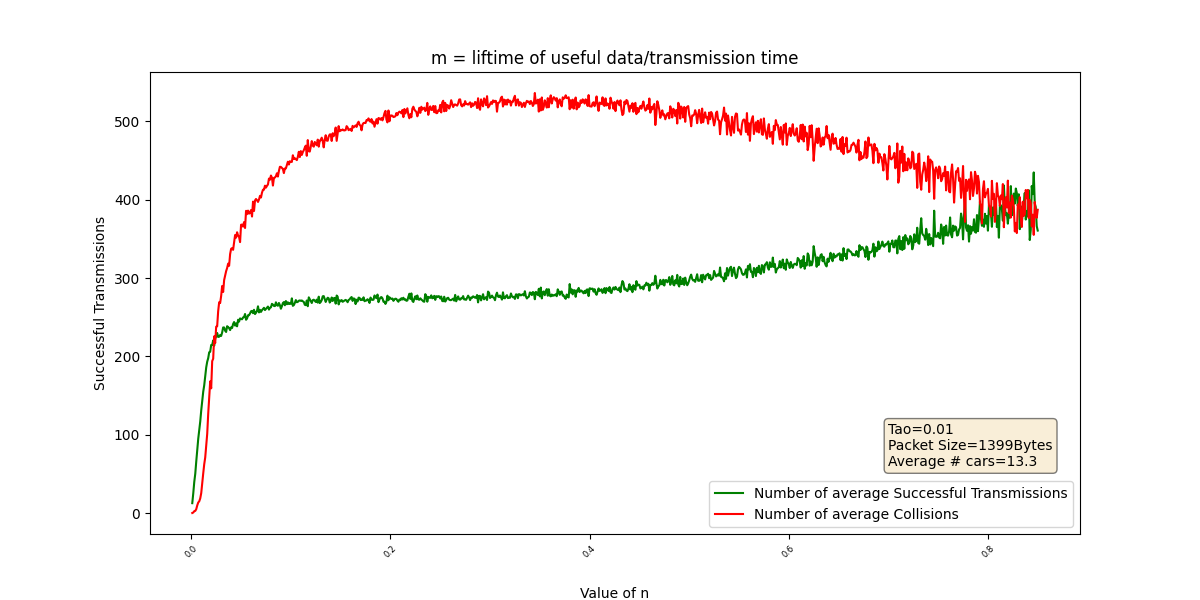 m = liftime of useful data/transmission time
Successful Transmissions
500
400
300
200
100
0
Tao=0.01
Packet Size=1399Bytes
Average # cars=13.3
Number of average Successful Transmissions
Number of average Collisions
0.0
0.2
0.4
0.6
0.8
Value of n